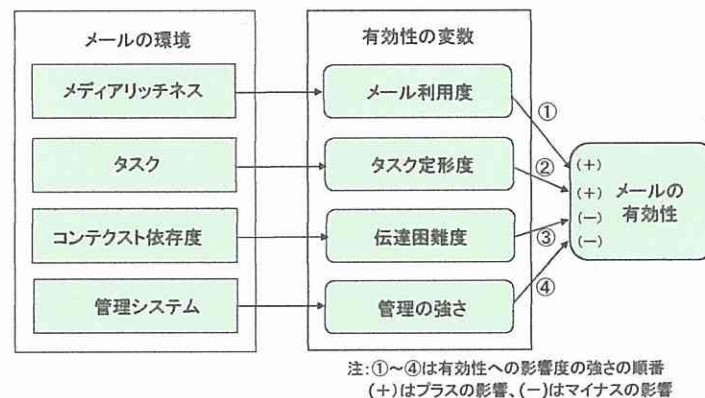 メールの環境
有効性の変数
メディアリッチネス
メール利用度
①
タスク
タスク定形度
②
コンテクスト依存度
伝達困難度
③
管理システム
管理の強さ
④
(+)
(+)
(−)
(−)
メールの
有効性
注:①～④は有効性への影響度の強さの順番
(+)はプラスの影響、(−)はマイナスの影響